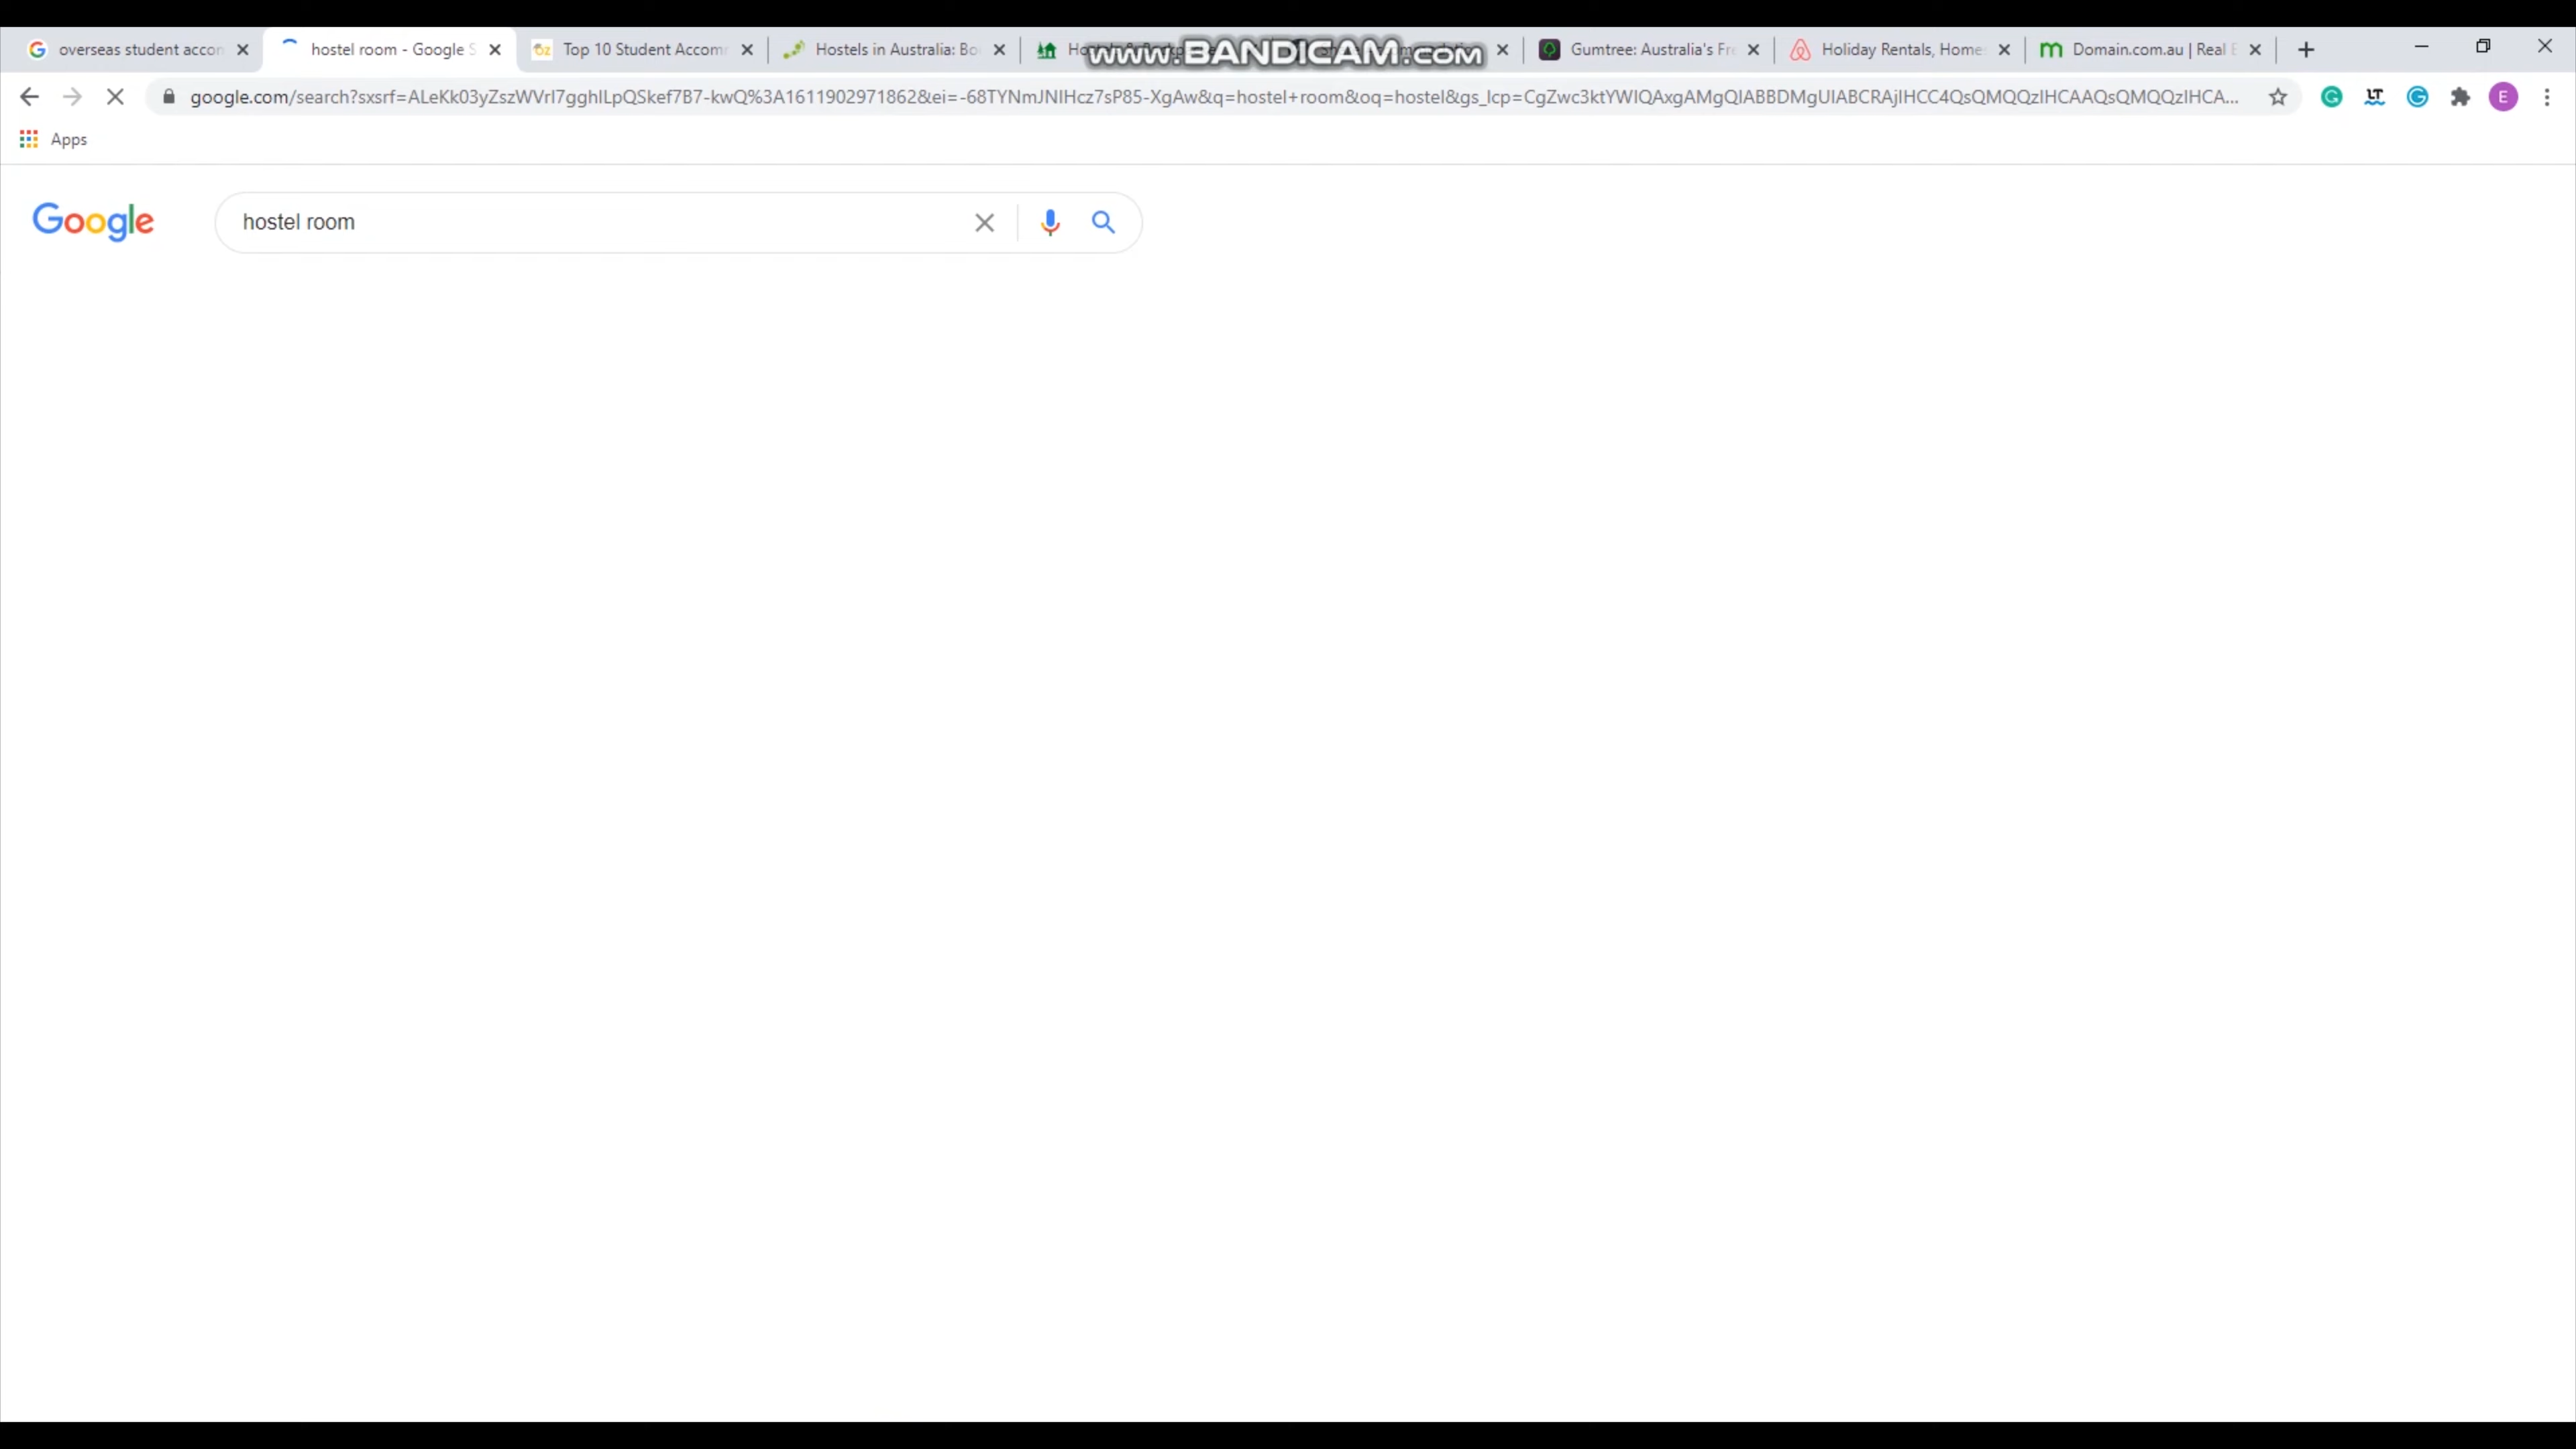 overseas student accon
hostel room - Google S
Top 10 Student Accom
Hostels in Australia: Bo
www.BANDICAM.com
Gumtree: Australia's Fr
Holiday Rentals, Home
Domain.com.au | Real E
google.com/search?sxsrf=ALeKk03yZszWVrI7gghlLpQSkef7B7-kwQ%3A1611902971862&ei=-68TYNmJNIHcz7sP85-XgAw&q=hostel+room&oq=hostel&gs_lcp=CgZwc3ktYWIQAxgAMgQIABBDMgUIABCRAjIHCC4QsQMQQzIHCAAQsQMQQzIHCA...
LT
E
Apps
Google
hostel room